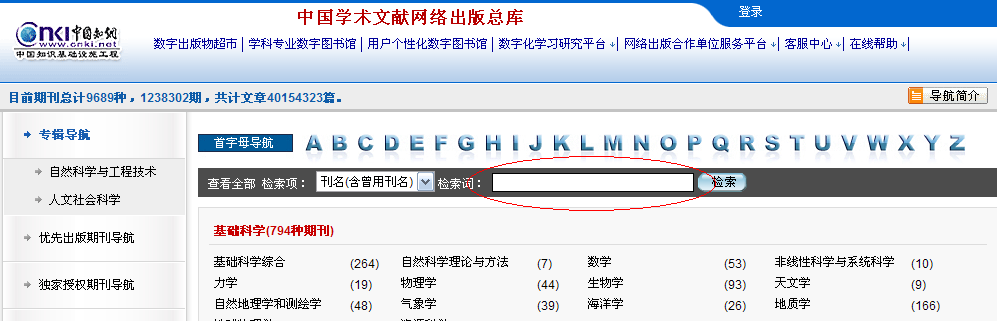 中国学术文献网络出版总库
登录
Cnki中国知网
www.cnki.net
中国知识基础设施工程
数字出版物超市 | 学科专业数字图书馆 | 用户个性化数字图书馆 | 数字化学习研究平台 | 网络出版合作单位服务平台 | 客服中心 | 在线帮助 |
目前期刊总计9689种，1238302期，共计文章40154323篇。
导航简介
专辑导航
自然科学与工程技术
人文社会科学
优先出版期刊导航
独家授权期刊导航
首字母导航 A B C D E F G H I J K L M N O P Q R S T U V W X Y Z
查看全部 检索项： 刊名(含曾用刊名) 检索词： 检索
基础科学(794种期刊)
基础科学综合 (264) 自然科学理论与方法 (7) 数学 (53) 非线性科学与系统科学 (10)
力学 (19) 物理学 (44) 生物学 (93) 天文学 (9)
自然地理学和测绘学 (48) 气象学 (39) 海洋学 (26) 地质学 (166)